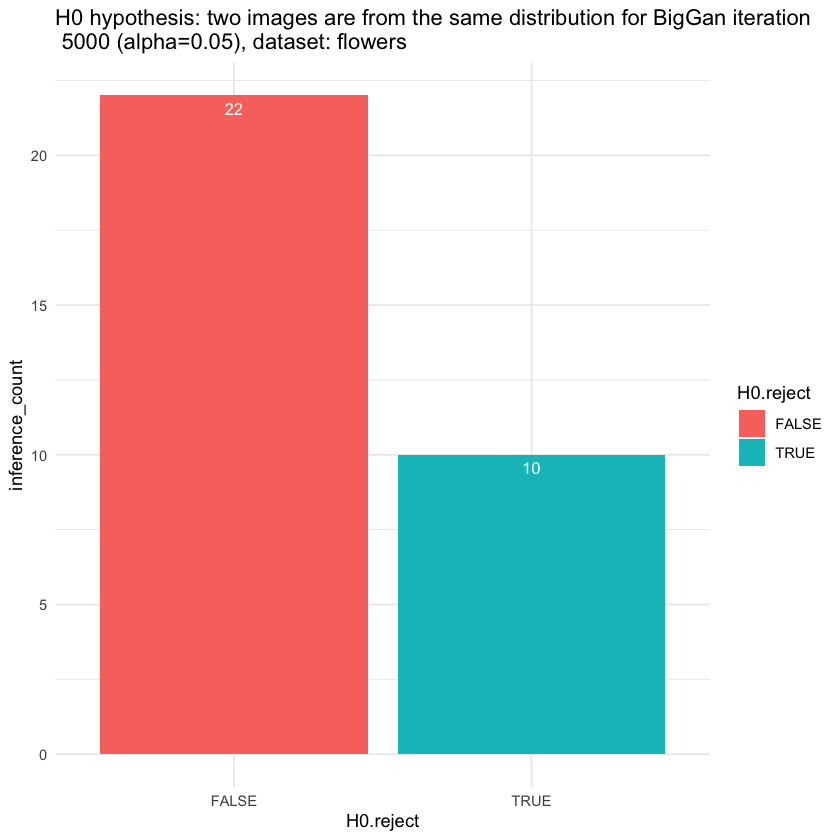 H0 hypothesis: two images are from the same distribution for BigGan iteration
5000 (alpha=0.05), dataset: flowers
inference_count
20
15
10
5
0
22
10
FALSE
TRUE
H0.reject
H0.reject
FALSE
TRUE